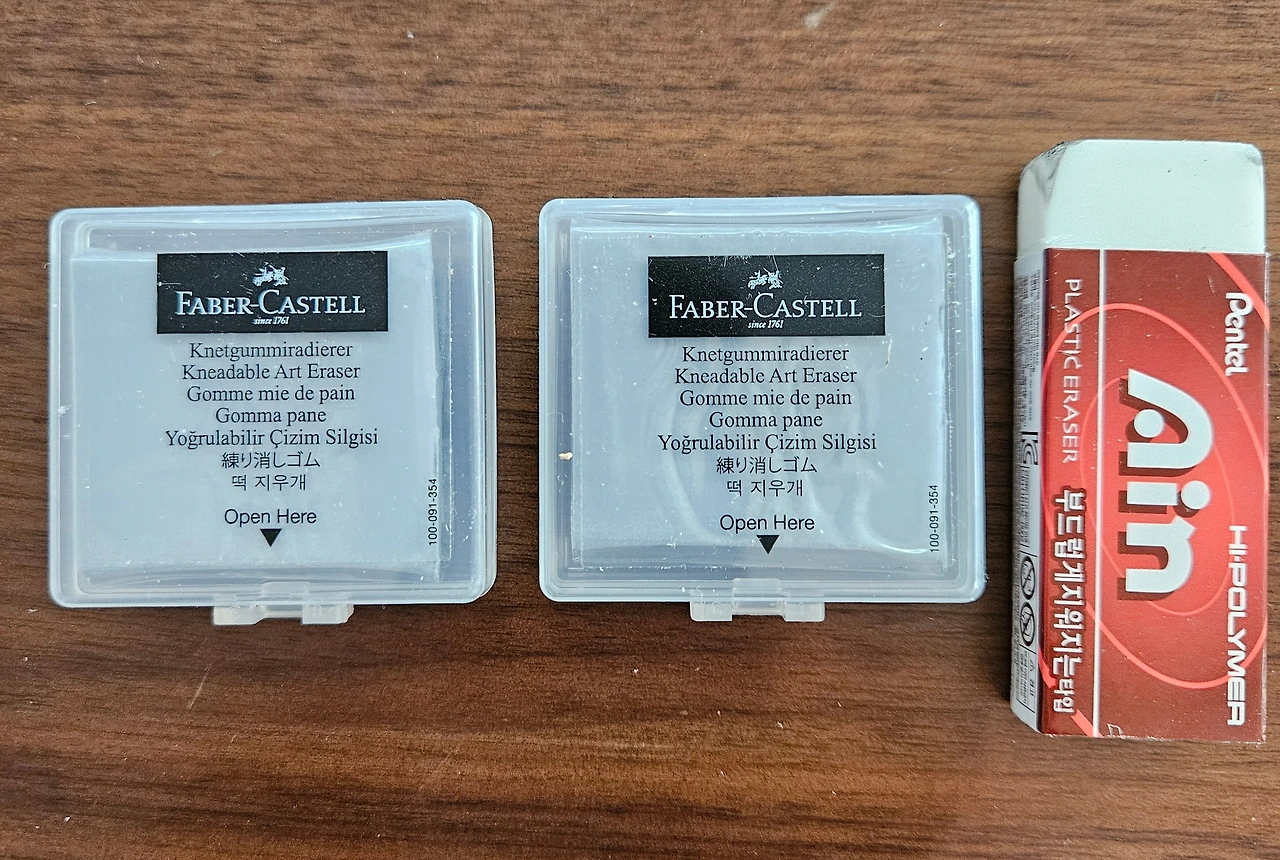 FABER-CASTELL
since 1761
Knetgummiradierer
Kneadable Art Eraser
Gomme mie de pain
Gomma pane
Yoğrulabilir Çizim Silgisi
練り消しゴム
떡 지우개
Open Here
100-091-354
FABER-CASTELL
since 1761
Knetgummiradierer
Kneadable Art Eraser
Gomme mie de pain
Gomma pane
Yoğrulabilir Çizim Silgisi
練り消しゴム
떡 지우개
Open Here
100-091-354
Pentel
HI-POLYMER
Ain
PLASTIC ERASER
부드럽게 지워지는 타입